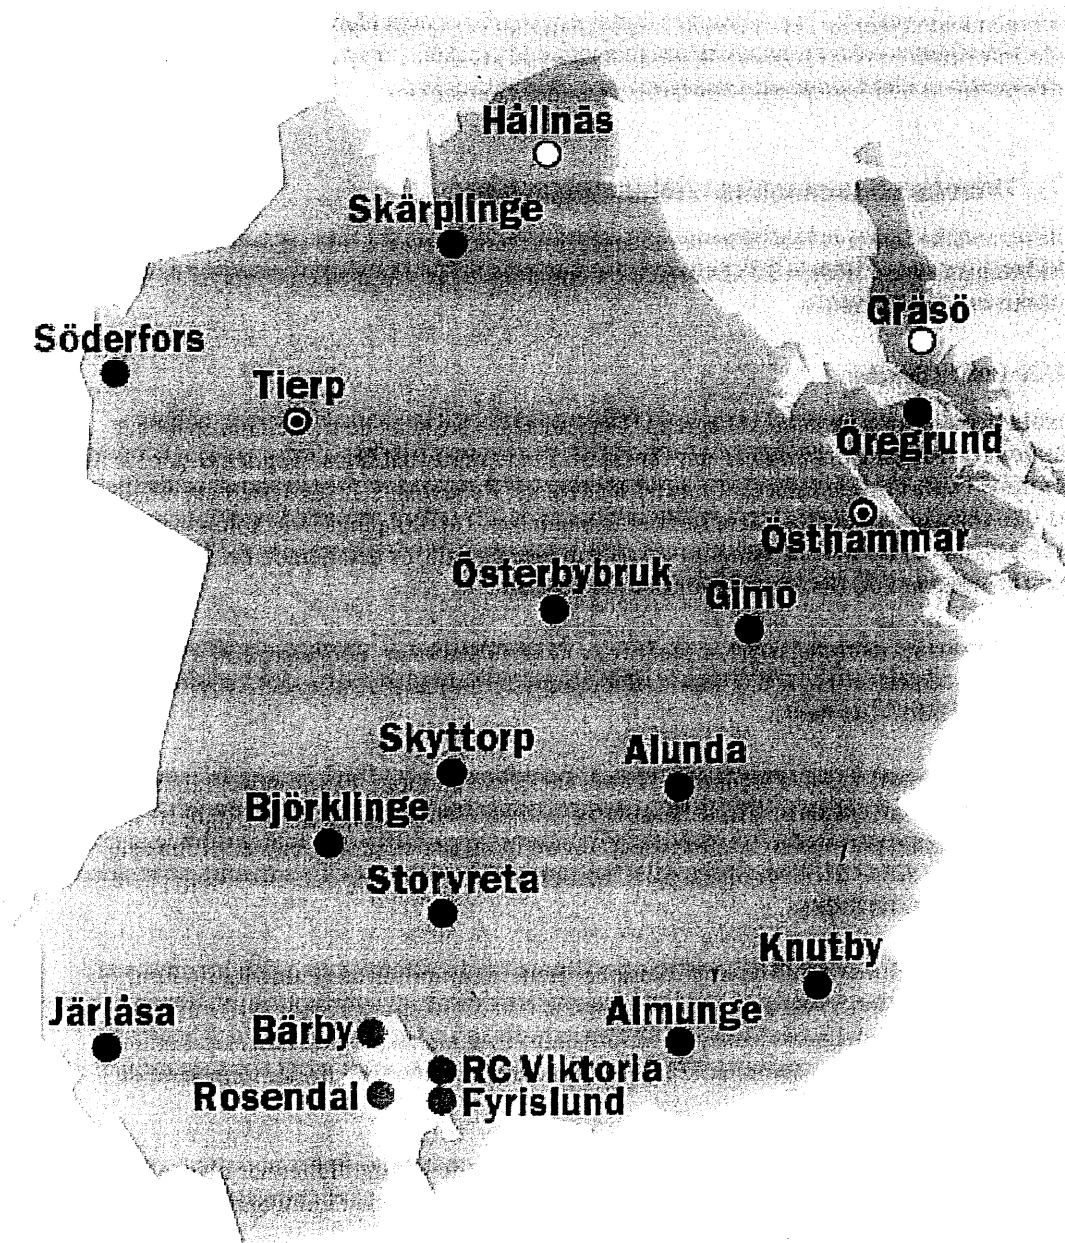 Hållnäs
Skärplinge
Gräsö
Söderfors
Tierp
Öregrund
Östhammar
Österbybruk
Gimo
Skyttorp
Alunda
Björklinge
Storvreta
Knutby
Järlåsa
Almunge
Bärby
RC Viktoria
Rosendal
Fyrislund